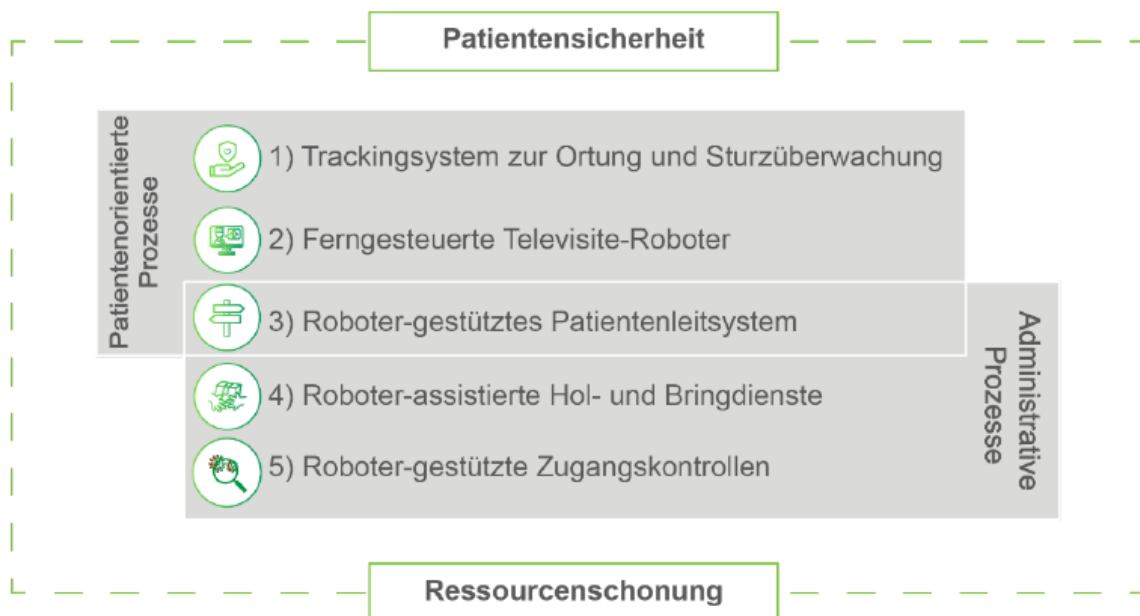 Patientensicherheit
Patientenorientierte
Prozesse
1) Trackingsystem zur Ortung und Sturzüberwachung
2) Ferngesteuerte Televisite-Roboter
3) Roboter-gestütztes Patientenleitsystem
4) Roboter-assistierte Hol- und Bringdienste
5) Roboter-gestützte Zugangskontrollen
Administrative
Prozesse
Ressourcenschonung